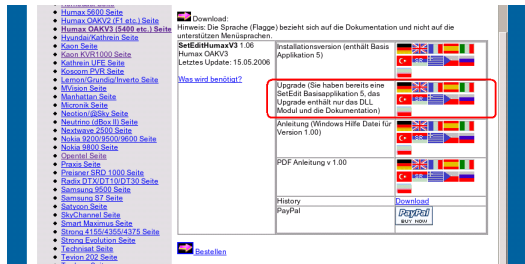 Humax 5600 Seite
Humax OAKV2 (F1 etc.) Seite
Humax OAKV3 (5400 etc.) Seite
Hyundai/Kathrein Seite
Kaon Seite
Kaon KVR1000 Seite
Kathrein UFE Seite
Koscom PVR Seite
Lemon/Grundig/Inverto Seite
MVision Seite
Manhattan Seite
Micronik Seite
Neotion/@Sky Seite
Neutrino (dBox II) Seite
Nextwave 2500 Seite
Nokia 9200/9500/9600 Seite
Nokia 9800 Seite
Opentel Seite
Praxis Seite
Preisner SRD 1000 Seite
Radix DTX/DT10/DT30 Seite
Samsung 9500 Seite
Samsung S7 Seite
Satycon Seite
SkyChannel Seite
Smart Maximus Seite
Strong 4155/4355/4375 Seite
Strong Evolution Seite
Technisat Seite
Tevion 202 Seite
Download:
Hinweis: Die Sprache (Flagge) bezieht sich auf die Dokumentation und nicht auf die
unterstützen Menüsprachen.
SetEditHumaxV3 1.06
Humax OAKV3
Letztes Update: 15.05.2006
Was wird benötigt?
Installationsversion (enthält Basis
Applikation 5)
Upgrade (Sie haben bereits eine
SetEdit Basisapplikation 5, das
Upgrade enthält nur das DLL
Modul und die Dokumentation)
Anleitung (Windows Hilfe Datei für
Version 1.00)
PDF Anleitung v 1.00
History
Download
PayPal
PayPal
BUY NOW
Bestellen